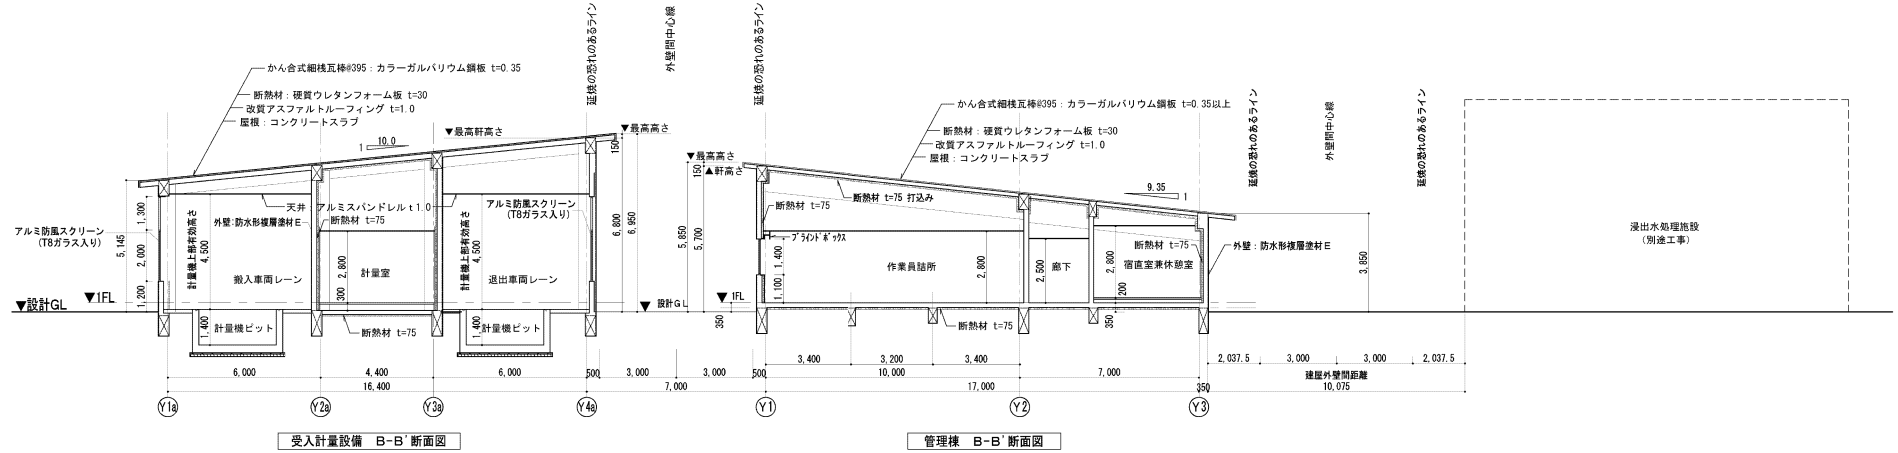 延焼の恐れのあるライン
外壁間中心線
延焼の恐れのあるライン
かん合式細桟瓦棒@395：カラーガルバリウム鋼板 t=0.35
断熱材：硬質ウレタンフォーム板 t=30
改質アスファルトルーフィング t=1.0
屋根：コンクリートスラブ
10.0
1
▼最高軒高さ
▼最高高さ
150
天井：アルミスパンドレル t 1.0
アルミ防風スクリーン
(T8ガラス入り)
外壁：防水形複層塗材E
断熱材 t=75
アルミ防風スクリーン
(T8ガラス入り)
計量機上部有効高さ
4,500
計量機上部有効高さ
4,500
5,145
1,300
2,000
1,200
搬入車両レーン
2,800
計量室
300
退出車両レーン
6,800
6,950
▼設計GL
▼1FL
▼ 設計GL
1,400
計量機ピット
断熱材 t=75
1,400
計量機ピット
6,000
4,400
6,000
500
3,000
3,000
500
16,400
7,000
Y1a
Y2a
Y3a
Y4a
受入計量設備 B-B'断面図
かん合式細桟瓦棒@395：カラーガルバリウム鋼板 t=0.35以上
断熱材：硬質ウレタンフォーム板 t=30
改質アスファルトルーフィング t=1.0
屋根：コンクリートスラブ
▼最高高さ
150
▲軒高さ
9.35
1
断熱材 t=75 打込み
断熱材 t=75
ブラインドボックス
5,850
5,700
1,400
1,100
作業員詰所
2,800
2,500
廊下
2,800
断熱材 t=75
宿直室兼休憩室
200
外壁：防水形複層塗材E
3,850
▼ 1FL
350
断熱材 t=75
350
延焼の恐れのあるライン
外壁間中心線
延焼の恐れのあるライン
浸出水処理施設
(別途工事)
3,400
3,200
3,400
10,000
7,000
17,000
350
2,037.5
3,000
3,000
2,037.5
建屋外壁間距離
10,075
Y1
Y2
Y3
管理棟 B-B'断面図